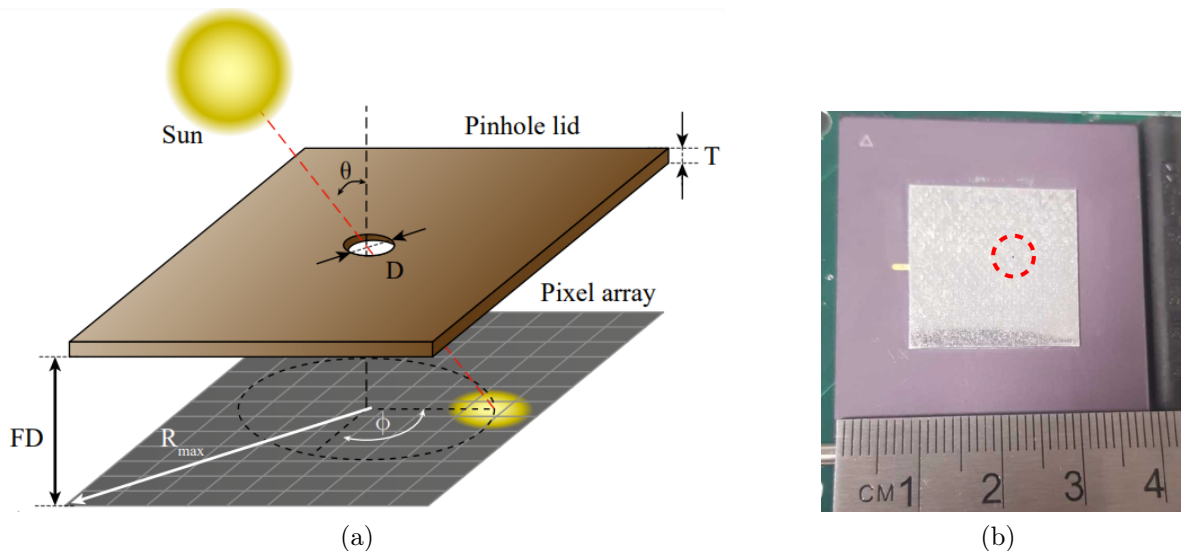 Sun
Pinhole lid
T
θ
D
Pixel array
FD
R max
ϕ
CM 1 2 3 4
(a)
(b)